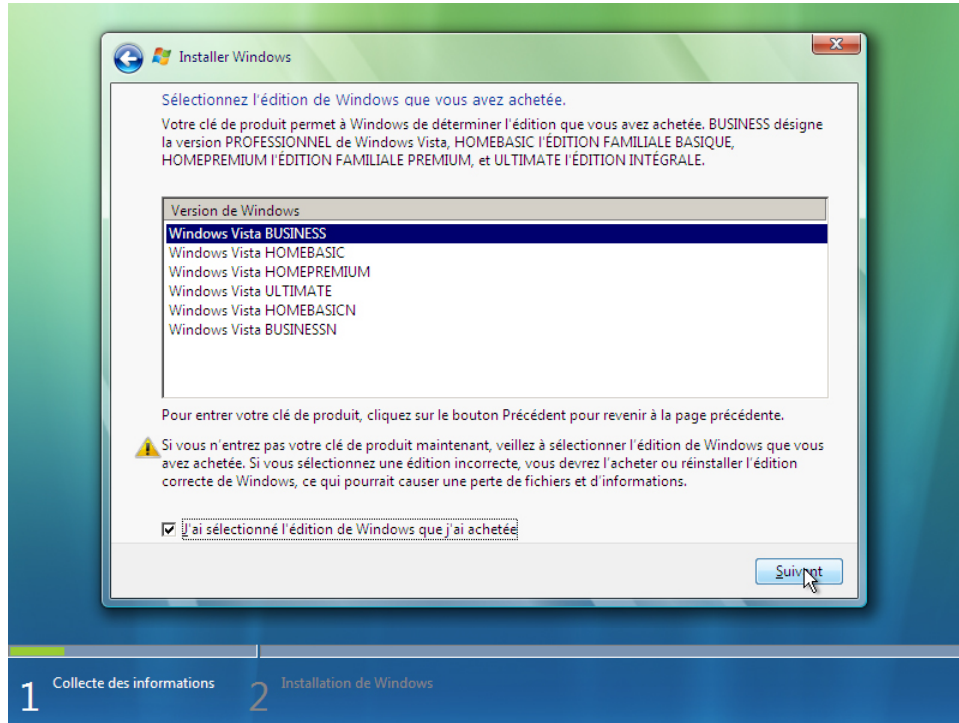 Installer Windows
Sélectionnez l'édition de Windows que vous avez achetée.
Votre clé de produit permet à Windows de déterminer l'édition que vous avez achetée. BUSINESS désigne
la version PROFESSIONNEL de Windows Vista, HOMEBASIC l'ÉDITION FAMILIALE BASIQUE,
HOMEPREMIUM l'ÉDITION FAMILIALE PREMIUM, et ULTIMATE l'ÉDITION INTÉGRALE.
Version de Windows
Windows Vista BUSINESS
Windows Vista HOMEBASIC
Windows Vista HOMEPREMIUM
Windows Vista ULTIMATE
Windows Vista HOMEBASICN
Windows Vista BUSINESSN
Pour entrer votre clé de produit, cliquez sur le bouton Précédent pour revenir à la page précédente.
Si vous n'entrez pas votre clé de produit maintenant, veillez à sélectionner l'édition de Windows que vous
avez achetée. Si vous sélectionnez une édition incorrecte, vous devrez l'acheter ou réinstaller l'édition
correcte de Windows, ce qui pourrait causer une perte de fichiers et d'informations.
J'ai sélectionné l'édition de Windows que j'ai achetée
Suivant
1 Collecte des informations
2 Installation de Windows